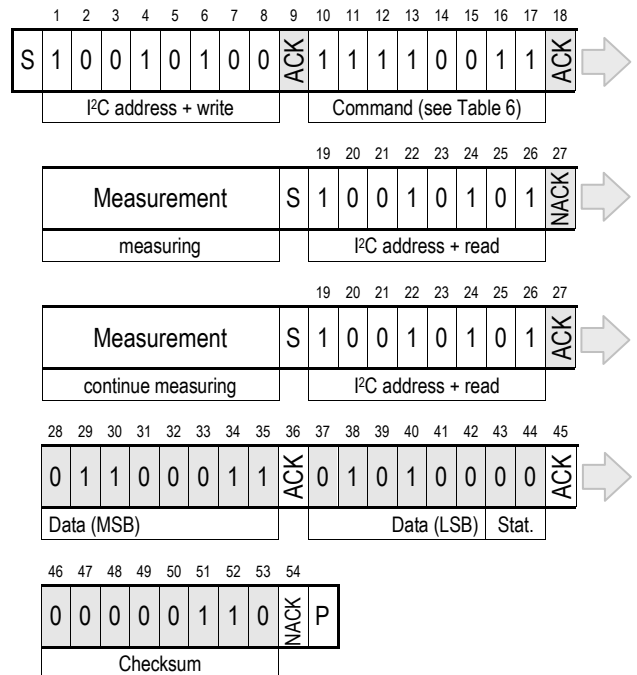 1 2 3 4 5 6 7 8 9 10 11 12 13 14 15 16 17 18
S 1 0 0 1 0 1 0 0 ACK 1 1 1 1 0 0 1 1 ACK
I²C address + write Command (see Table 6)
19 20 21 22 23 24 25 26 27
Measurement S 1 0 0 1 0 1 0 1 NACK
measuring I²C address + read
19 20 21 22 23 24 25 26 27
Measurement S 1 0 0 1 0 1 0 1 ACK
continue measuring I²C address + read
28 29 30 31 32 33 34 35 36 37 38 39 40 41 42 43 44 45
0 1 1 0 0 0 1 1 ACK 0 1 0 1 0 0 0 0 ACK
Data (MSB) Data (LSB) Stat.
46 47 48 49 50 51 52 53 54
0 0 0 0 0 1 1 0 NACK P
Checksum